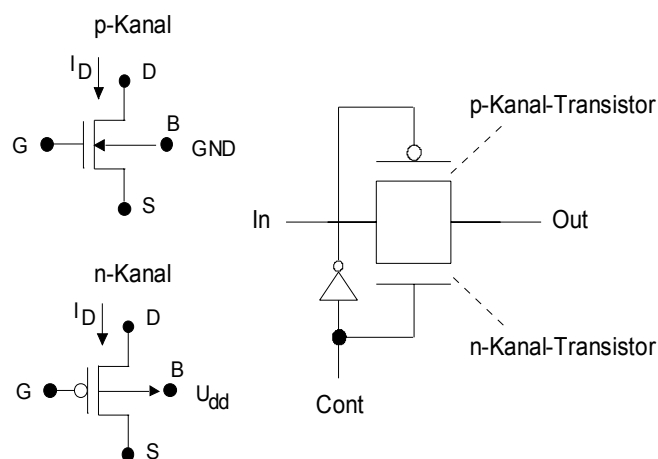 p-Kanal
I_D
D
G
B
GND
S
n-Kanal
I_D
D
G
B
U_dd
S
p-Kanal-Transistor
In
Out
n-Kanal-Transistor
Cont